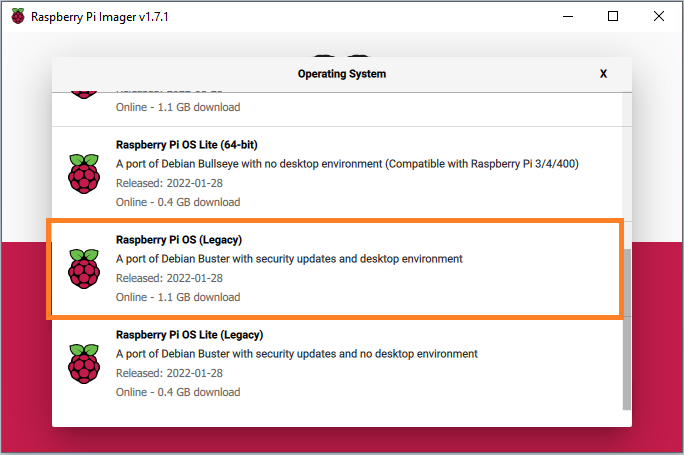 Raspberry Pi Imager v1.7.1
Operating System
X
Online - 1.1 GB download
Raspberry Pi OS Lite (64-bit)
A port of Debian Bullseye with no desktop environment (Compatible with Raspberry Pi 3/4/400)
Released: 2022-01-28
Online - 0.4 GB download
Raspberry Pi OS (Legacy)
A port of Debian Buster with security updates and desktop environment
Released: 2022-01-28
Online - 1.1 GB download
Raspberry Pi OS Lite (Legacy)
A port of Debian Buster with security updates and no desktop environment
Released: 2022-01-28
Online - 0.4 GB download